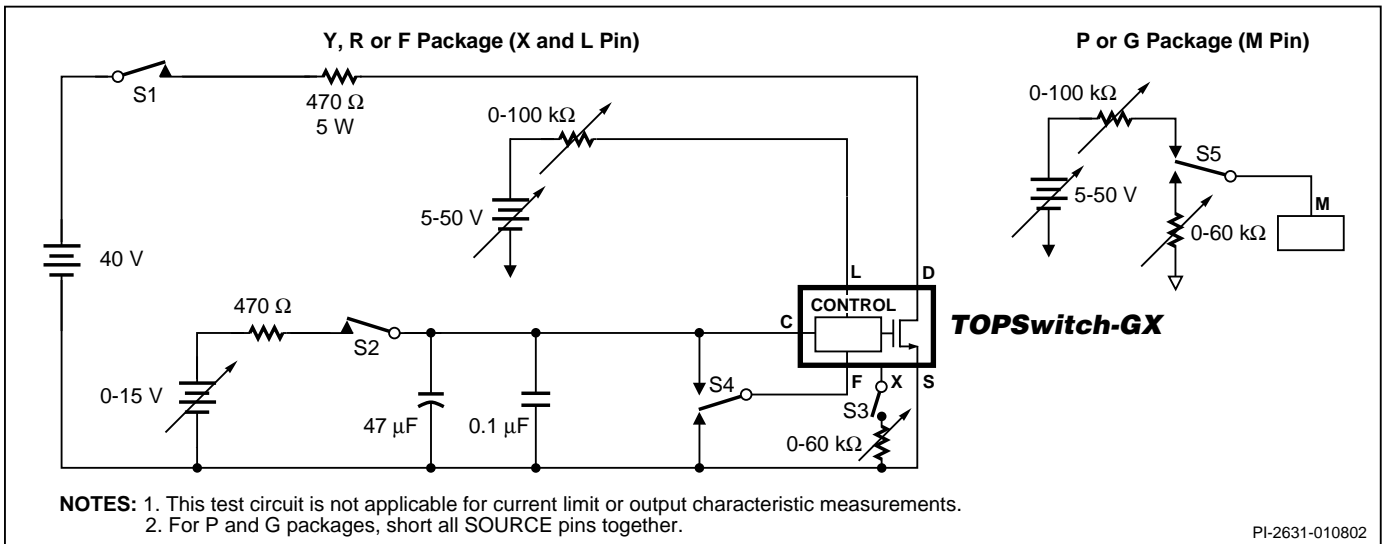 Y, R or F Package (X and L Pin)
P or G Package (M Pin)
S1
470 Ω
5 W
0-100 kΩ
5-50 V
40 V
0-100 kΩ
S5
5-50 V
M
0-60 kΩ
L
D
470 Ω
CONTROL
C
TOPSwitch-GX
S2
0-15 V
F
X
S
S4
S3
47 μF
0.1 μF
0-60 kΩ
NOTES: 1. This test circuit is not applicable for current limit or output characteristic measurements.
2. For P and G packages, short all SOURCE pins together.
PI-2631-010802